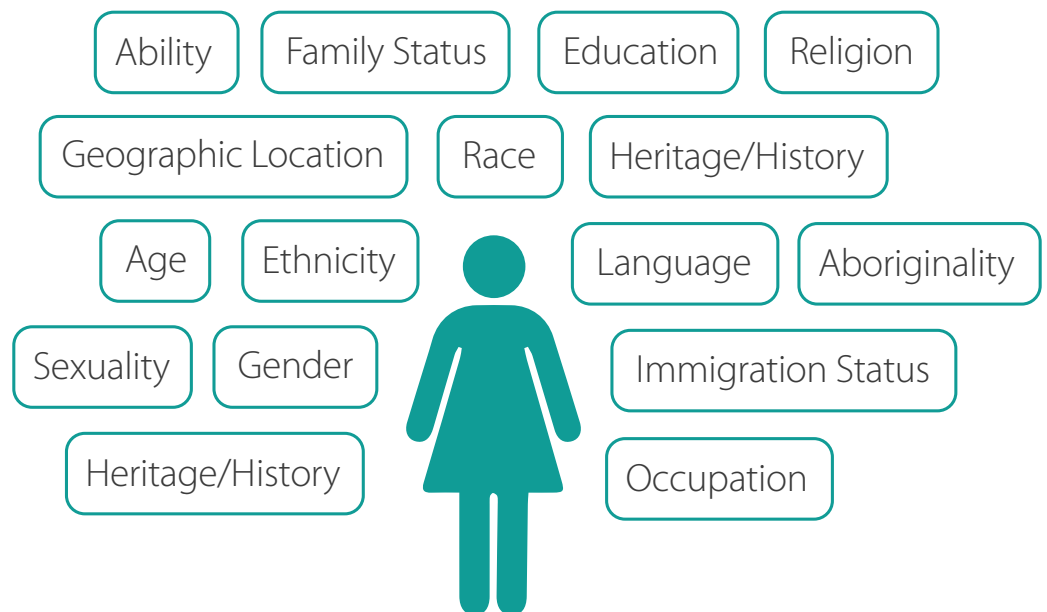 Ability Family Status Education Religion
Geographic Location Race Heritage/History
Age Ethnicity Language Aboriginality
Sexuality Gender Immigration Status
Heritage/History Occupation